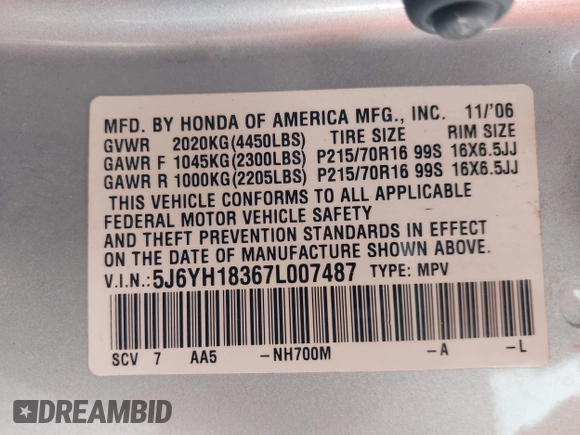 MFD. BY HONDA OF AMERICA MFG., INC. 11/'06
GVWR 2020KG(4450LBS) TIRE SIZE RIM SIZE
GAWR F 1045KG(2300LBS) P215/70R16 99S 16X6.5JJ
GAWR R 1000KG(2205LBS) P215/70R16 99S 16X6.5JJ
THIS VEHICLE CONFORMS TO ALL APPLICABLE
FEDERAL MOTOR VEHICLE SAFETY
AND THEFT PREVENTION STANDARDS IN EFFECT
ON THE DATE OF MANUFACTURE SHOWN ABOVE.
V.I.N.:5J6YH18367L007487 TYPE: MPV
SCV 7 AA5 -NH700M -A -L
DREAMBID